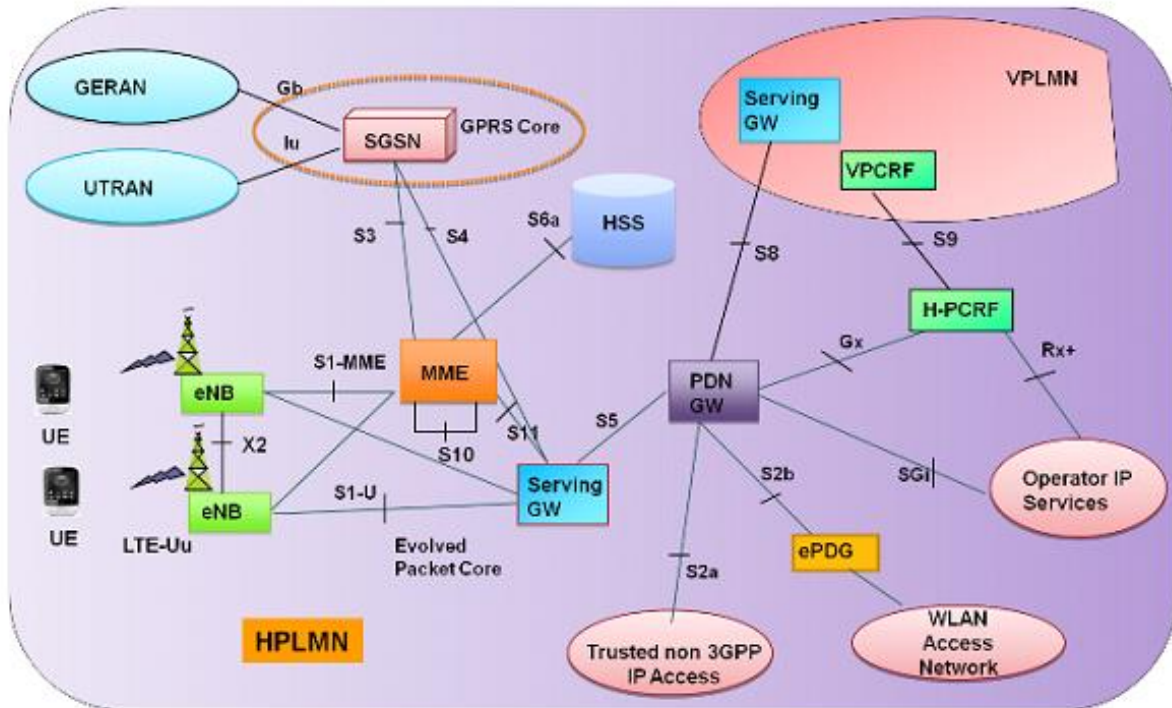 GERAN
Gb
GPRS Core
SGSN
Iu
UTRAN
VPLMN
Serving
GW
VPCRF
S3
S4
S6a
HSS
S8
S9
H-PCRF
S1-MME
MME
Gx
Rx+
PDN
GW
eNB
UE
X2
S10
S11
S5
eNB
UE
S1-U
Serving
GW
S2b
SGi
Operator IP
Services
LTE-Uu
Evolved
Packet Core
S2a
ePDG
HPLMN
Trusted non 3GPP
IP Access
WLAN
Access
Network